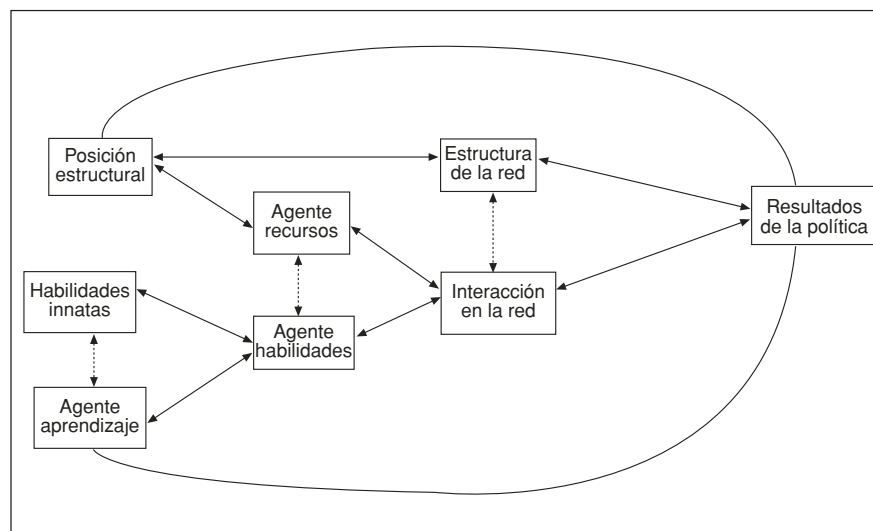 Posición
estructural
Estructura
de la red
Agente
recursos
Resultados
de la política
Habilidades
innatas
Interacción
en la red
Agente
habilidades
Agente
aprendizaje